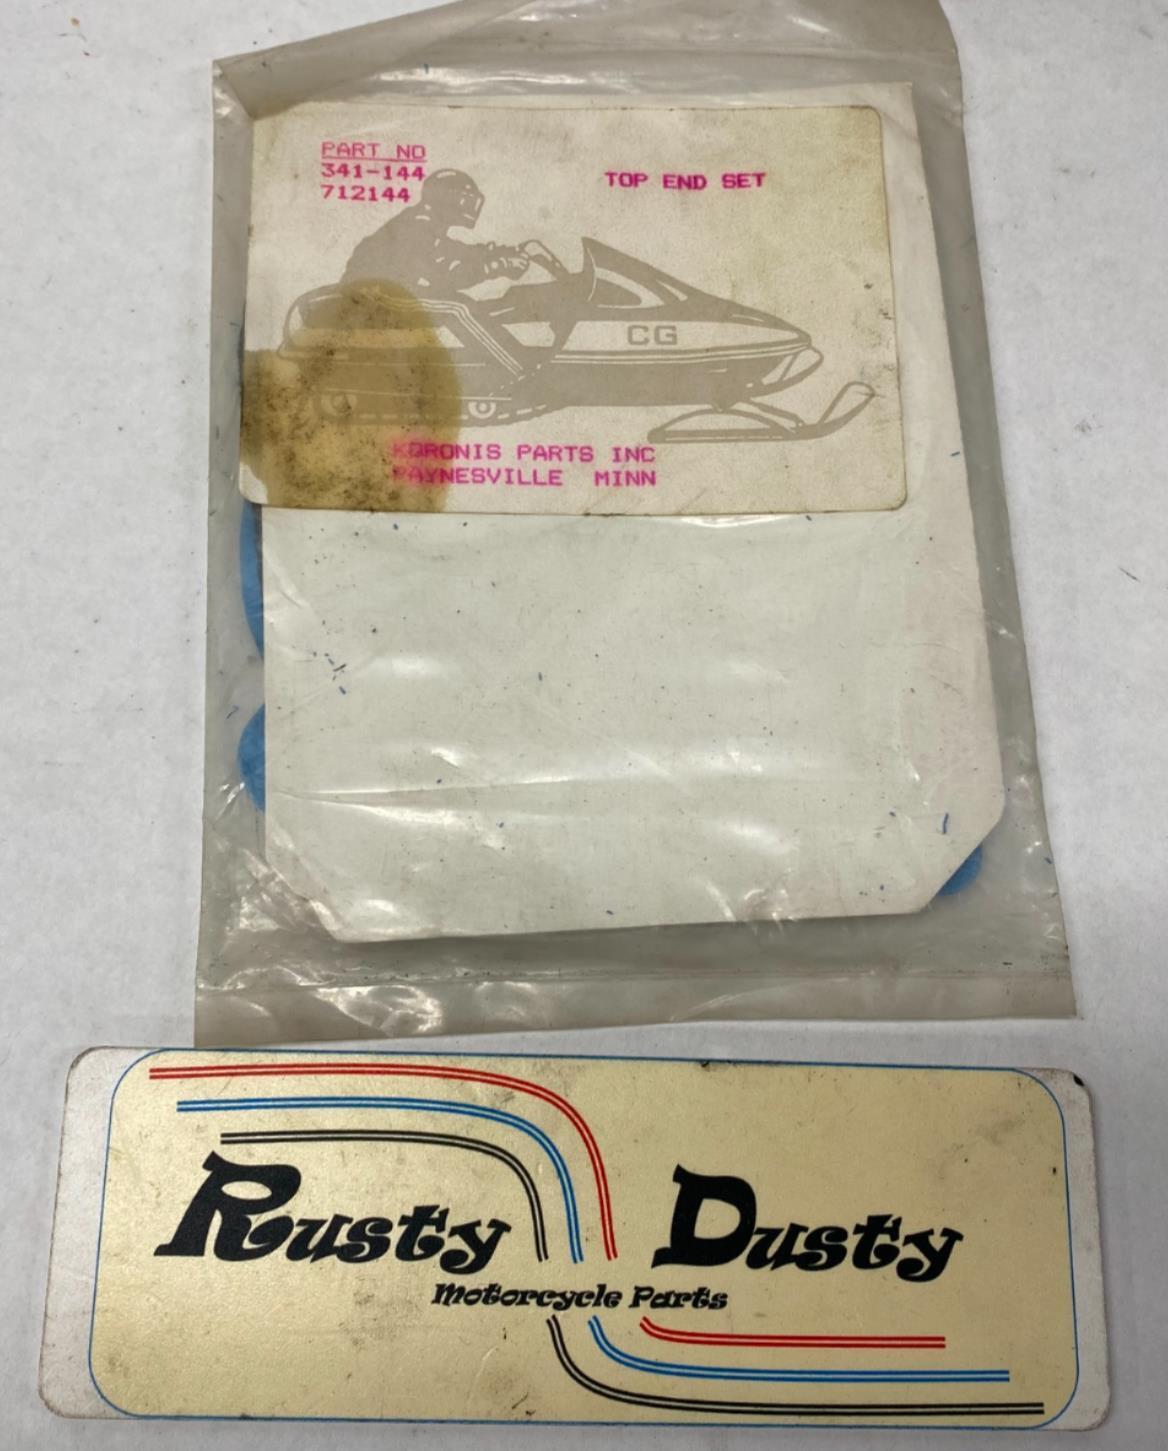 PART NO
341-144
712144
TOP END SET
CG
KORONIS PARTS INC
PAYNESVILLE MINN
Rusty Dusty
Motorcycle Parts